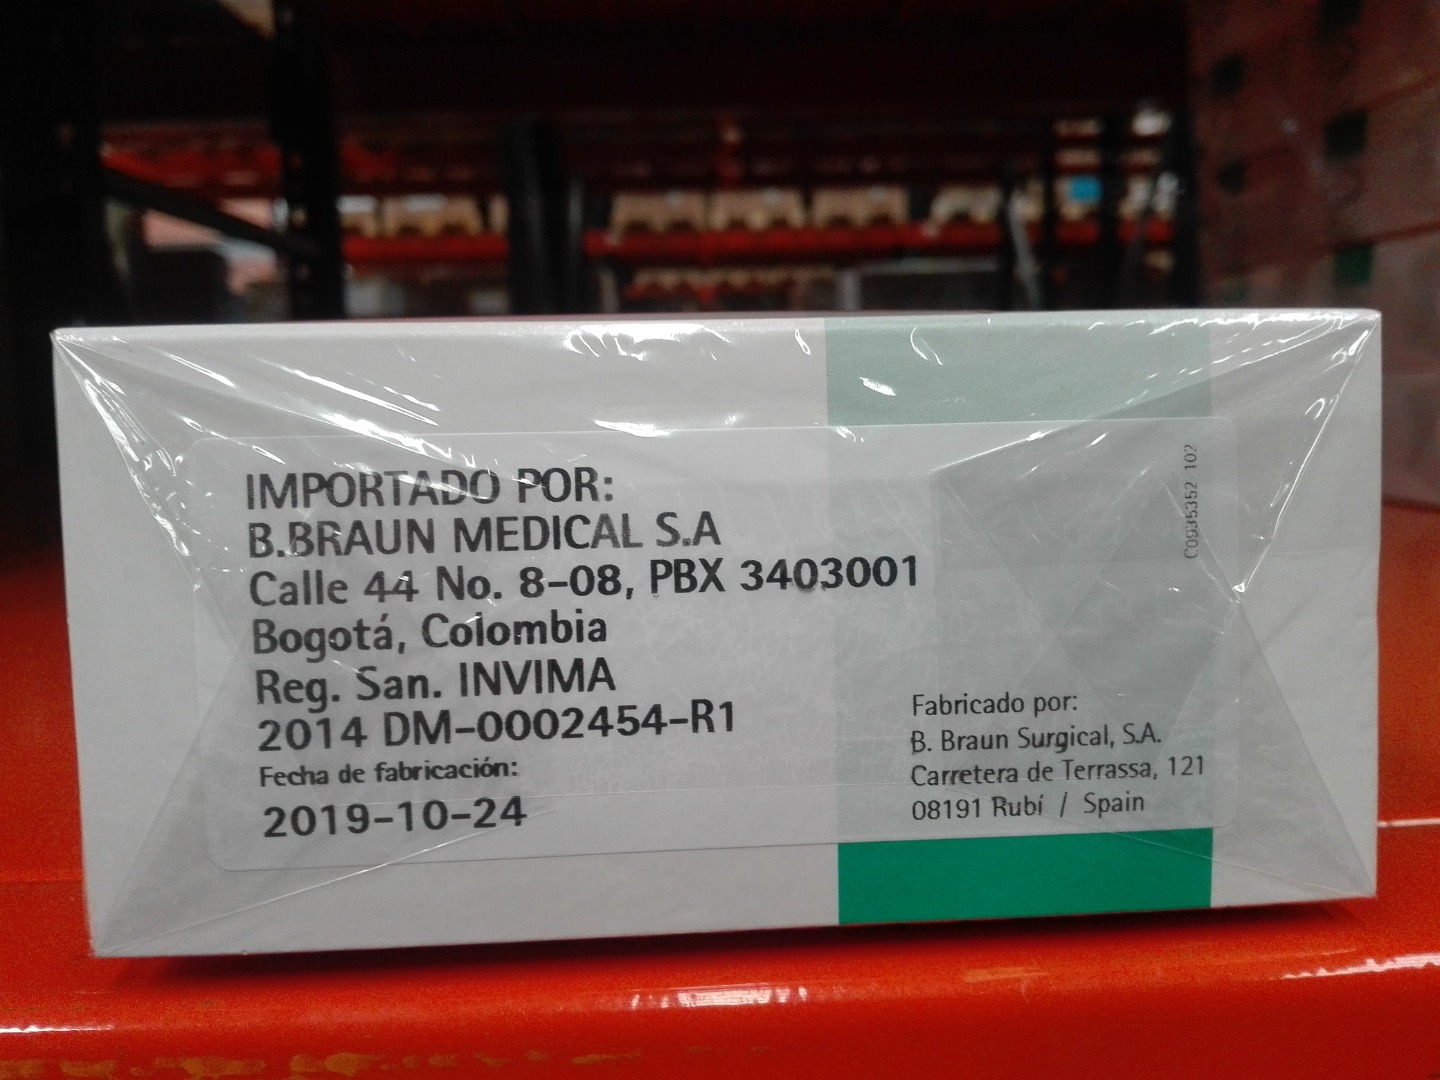 IMPORTADO POR:
B.BRAUN MEDICAL S.A
Calle 44 No. 8-08, PBX 3403001
Bogotá, Colombia
Reg. San. INVIMA
2014 DM-0002454-R1
Fecha de fabricación:
2019-10-24
Fabricado por:
B. Braun Surgical, S.A.
Carretera de Terrassa, 121
08191 Rubí / Spain